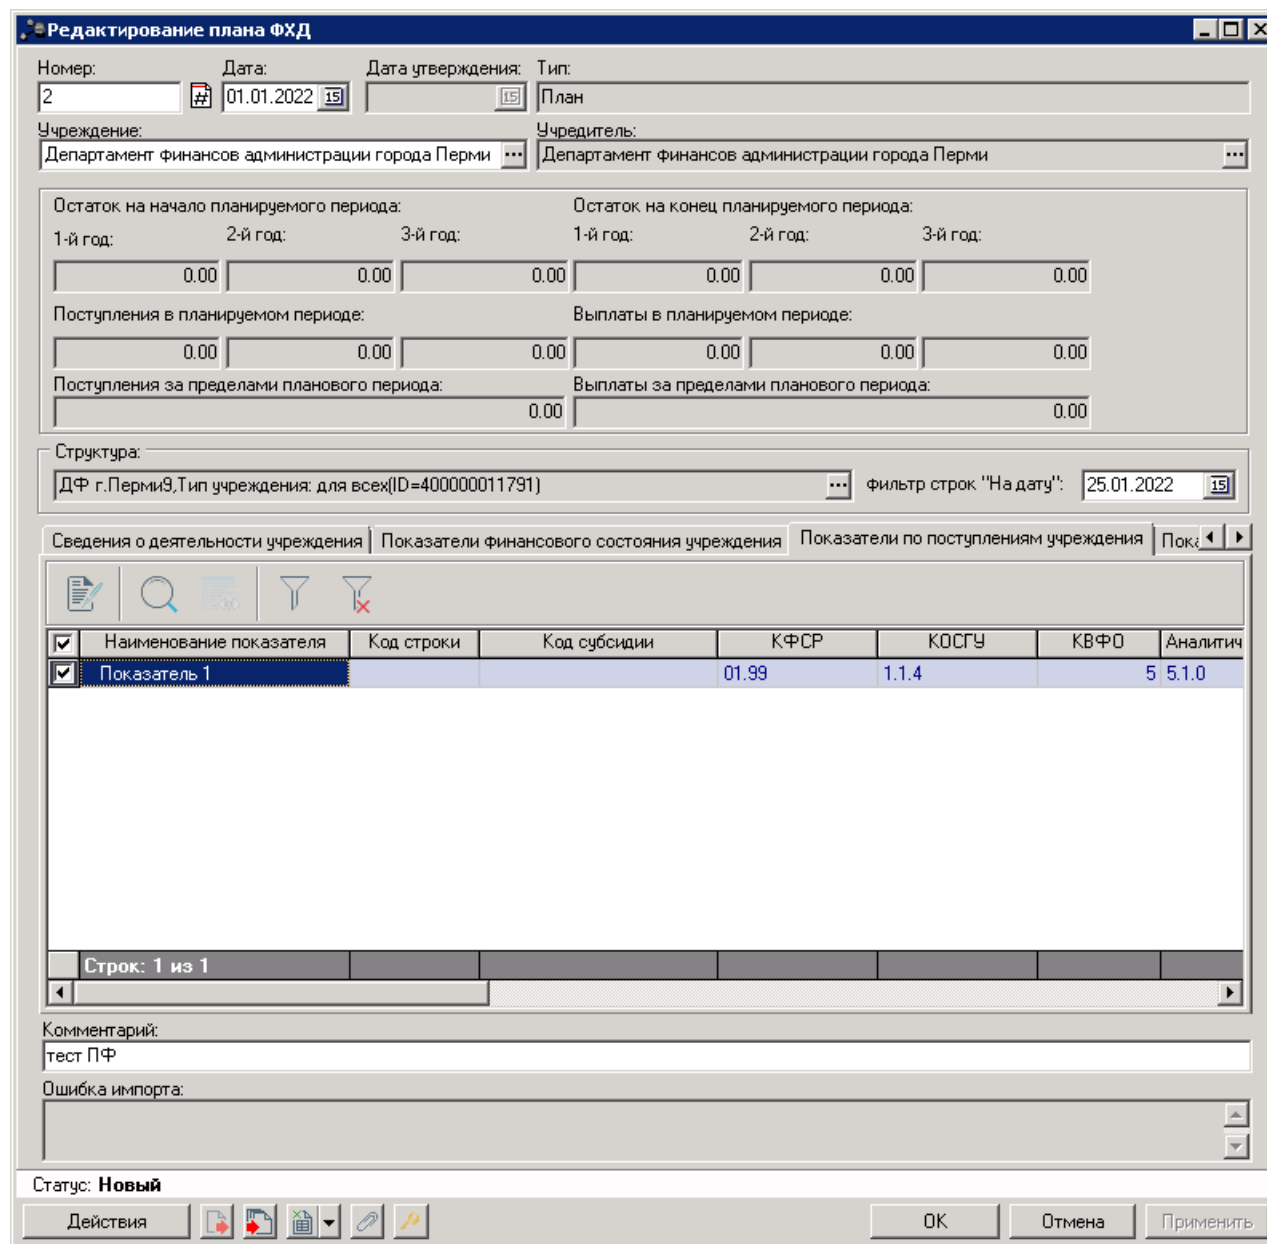 Редактирование плана ФХД
Номер: Дата: Дата утверждения: Тип:
2 01.01.2022 15 15 План
Учреждение: Учредитель:
Департамент финансов администрации города Перми ... Департамент финансов администрации города Перми ...
Остаток на начало планируемого периода: Остаток на конец планируемого периода:
1-й год: 2-й год: 3-й год: 1-й год: 2-й год: 3-й год:
0.00 0.00 0.00 0.00 0.00 0.00
Поступления в планируемом периоде: Выплаты в планируемом периоде:
0.00 0.00 0.00 0.00 0.00 0.00
Поступления за пределами планового периода: Выплаты за пределами планового периода:
0.00 0.00
Структура:
ДФ г.Перми9,Тип учреждения: для всех(ID=400000011791) ... фильтр строк "На дату": 25.01.2022 15
Сведения о деятельности учреждения Показатели финансового состояния учреждения Показатели по поступлениям учреждения Пока
Наименование показателя Код строки Код субсидии КФСР КОСГУ КВФО Аналитич
Показатель 1 01.99 1.1.4 5 5.1.0
Строк: 1 из 1
Комментарий:
тест ПФ
Ошибка импорта:
Статус: Новый
Действия OK Отмена Применить